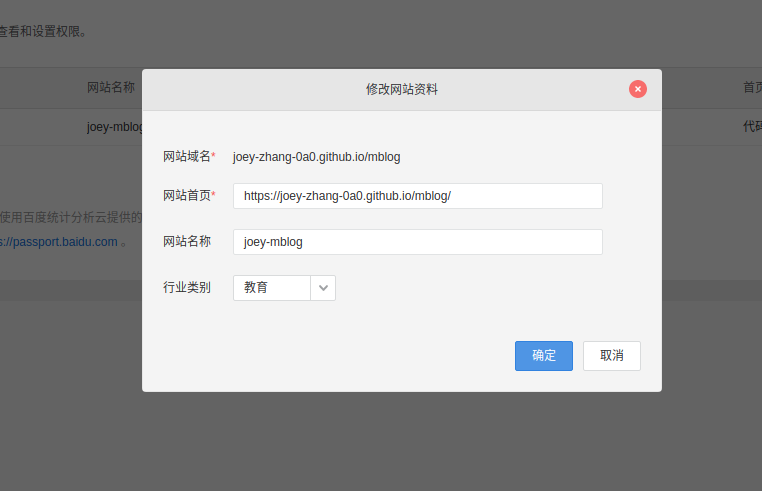 查看和设置权限。
网站名称
首页
joey-mblog
代码
使用百度统计分析云提供的
s://passport.baidu.com 。
修改网站资料
网站域名* joey-zhang-0a0.github.io/mblog
网站首页* https://joey-zhang-0a0.github.io/mblog/
网站名称 joey-mblog
行业类别 教育
确定 取消